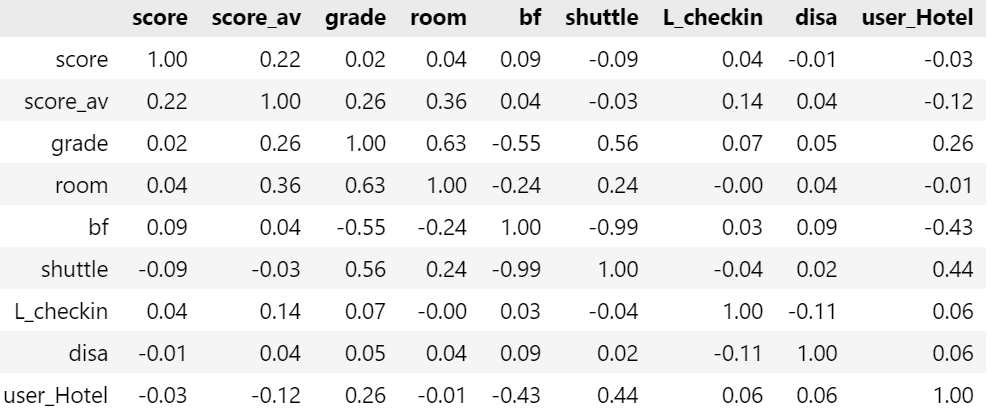 score score_av grade room bf shuttle L_checkin disa user_Hotel
score 1.00 0.22 0.02 0.04 0.09 -0.09 0.04 -0.01 -0.03
score_av 0.22 1.00 0.26 0.36 0.04 -0.03 0.14 0.04 -0.12
grade 0.02 0.26 1.00 0.63 -0.55 0.56 0.07 0.05 0.26
room 0.04 0.36 0.63 1.00 -0.24 0.24 -0.00 0.04 -0.01
bf 0.09 0.04 -0.55 -0.24 1.00 -0.99 0.03 0.09 -0.43
shuttle -0.09 -0.03 0.56 0.24 -0.99 1.00 -0.04 0.02 0.44
L_checkin 0.04 0.14 0.07 -0.00 0.03 -0.04 1.00 -0.11 0.06
disa -0.01 0.04 0.05 0.04 0.09 0.02 -0.11 1.00 0.06
user_Hotel -0.03 -0.12 0.26 -0.01 -0.43 0.44 0.06 0.06 1.00